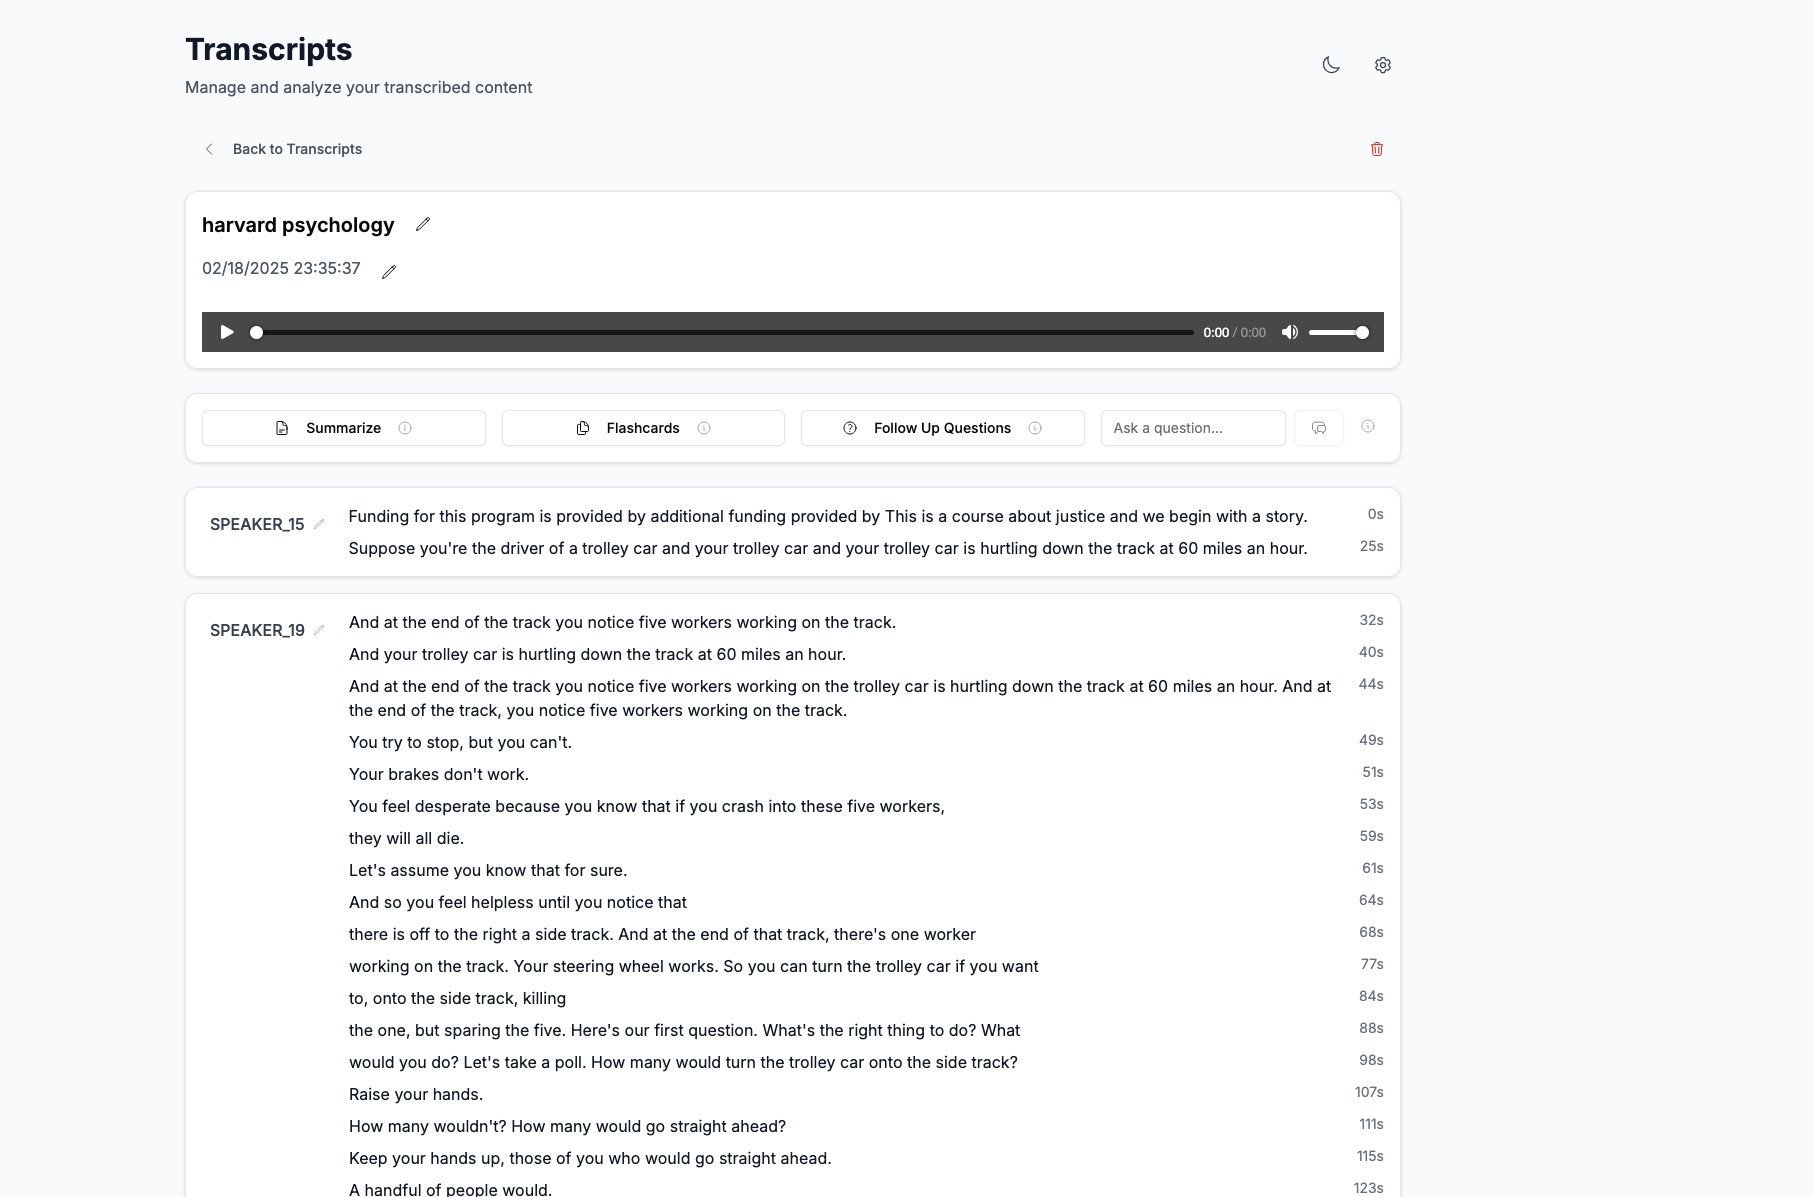 Transcripts
Manage and analyze your transcribed content
Back to Transcripts
harvard psychology
02/18/2025 23:35:37
0:00 / 0:00
Summarize
Flashcards
Follow Up Questions
Ask a question...
SPEAKER_15
Funding for this program is provided by additional funding provided by This is a course about justice and we begin with a story. 0s
Suppose you're the driver of a trolley car and your trolley car and your trolley car is hurtling down the track at 60 miles an hour. 25s
SPEAKER_19
And at the end of the track you notice five workers working on the track. 32s
And your trolley car is hurtling down the track at 60 miles an hour. 40s
And at the end of the track you notice five workers working on the trolley car is hurtling down the track at 60 miles an hour. And at 44s
the end of the track, you notice five workers working on the track.
You try to stop, but you can't. 49s
Your brakes don't work. 51s
You feel desperate because you know that if you crash into these five workers, 53s
they will all die. 59s
Let's assume you know that for sure. 61s
And so you feel helpless until you notice that 64s
there is off to the right a side track. And at the end of that track, there's one worker 68s
working on the track. Your steering wheel works. So you can turn the trolley car if you want 77s
to, onto the side track, killing 84s
the one, but sparing the five. Here's our first question. What's the right thing to do? What 88s
would you do? Let's take a poll. How many would turn the trolley car onto the side track? 98s
Raise your hands. 107s
How many wouldn't? How many would go straight ahead? 111s
Keep your hands up, those of you who would go straight ahead. 115s
A handful of people would. 123s